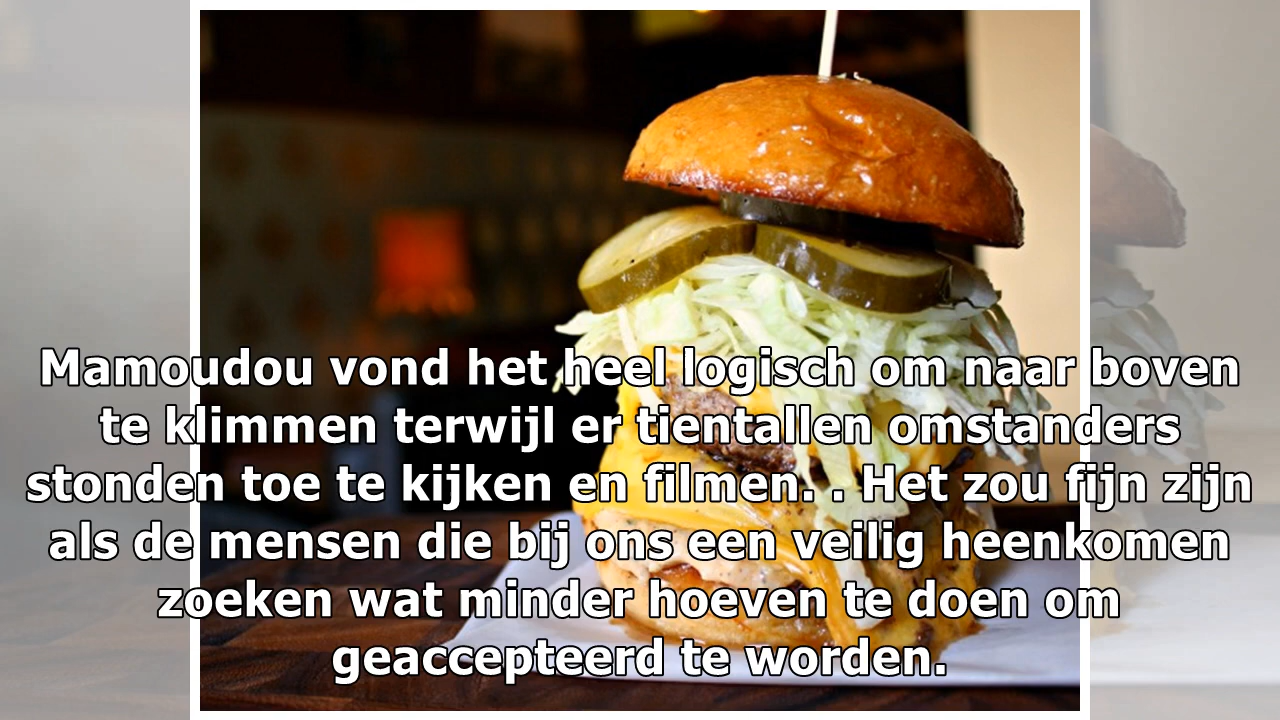 Mamoudou vond het heel logisch om naar boven
te klimmen terwijl er tientallen omstanders
stonden toe te kijken en filmen. . Het zou fijn zijn
als de mensen die bij ons een veilig heenkomen
zoeken wat minder hoeven te doen om
geaccepteerd te worden.